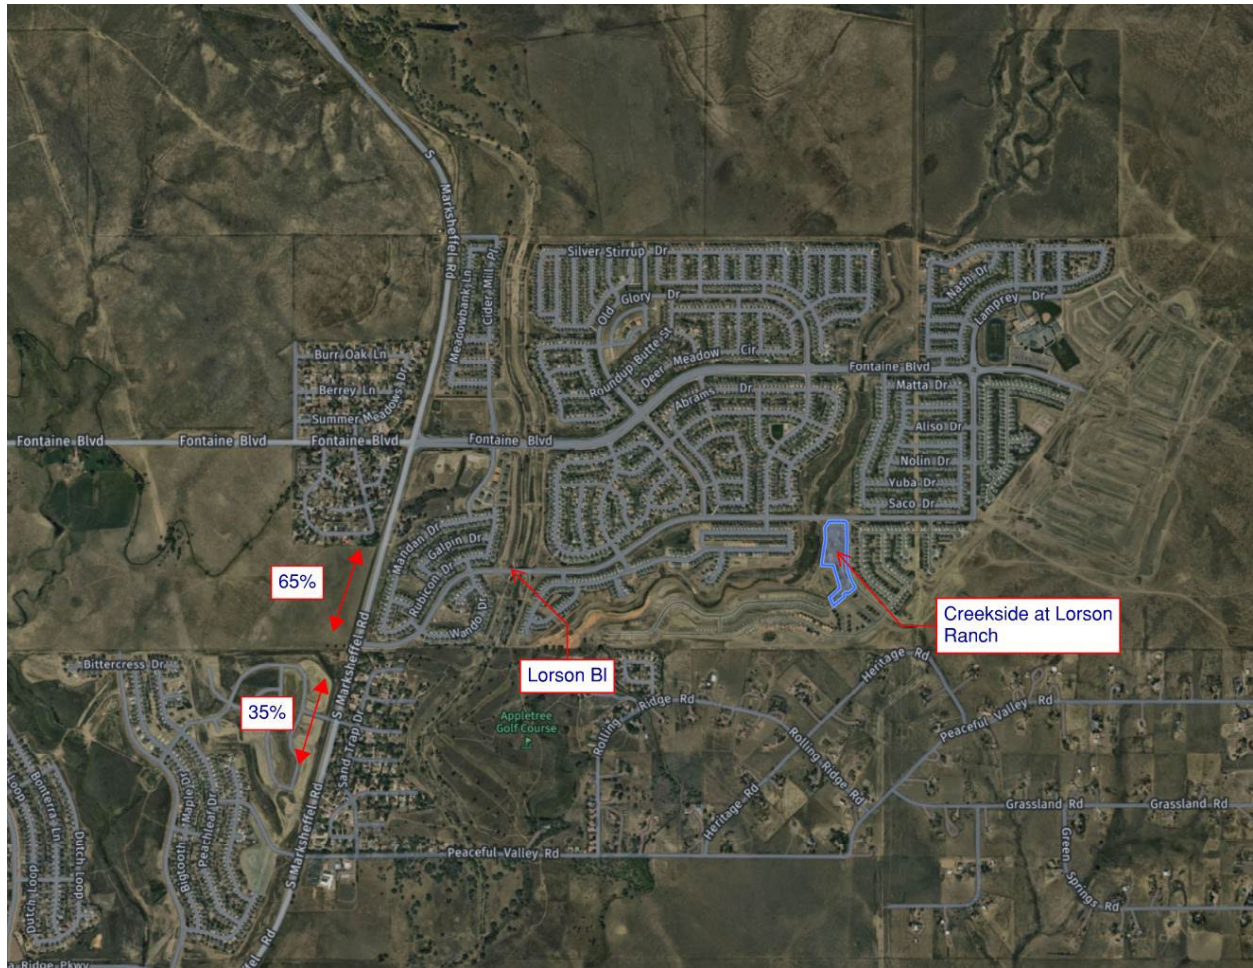 S
Marksheffel Rd
Silver Stirrup Dr
Nash Dr
Meadowbank Ln
Cider Mill Pl
Old Glory Dr
Lamprey Dr
Roundup Butte St
Deer Meadow Cir
Burr Oak Ln
Berrey Ln
Summer Meadows Dr
Fontaine Blvd
Matta Dr
Abrams Dr
Aliso Dr
Fontaine Blvd
Fontaine Blvd
Fontaine Blvd
Fontaine Blvd
Nolin Dr
Yuba Dr
Saco Dr
Mandan Dr
Galpin Dr
Rubicon Dr
Wando Dr
65%
Creekside at Lorson
Ranch
Lorson Bl
S Marksheffel Rd
Bittercress Dr
35%
Sand Trap Dr
Appletree
Golf Course
Rolling Ridge Rd
Rolling Ridge Rd
Heritage Rd
Heritage Rd
Peaceful Valley Rd
Grassland Rd
Grassland Rd
Green Springs Rd
Peaceful Valley Rd
S Marksheffel Rd
Bigtooth Maple Dr
Peachleaf Dr
Bonterra Ln
Dutch Loop
Dutch Loop
Loop
a Ridge Pkwy
fel Rd